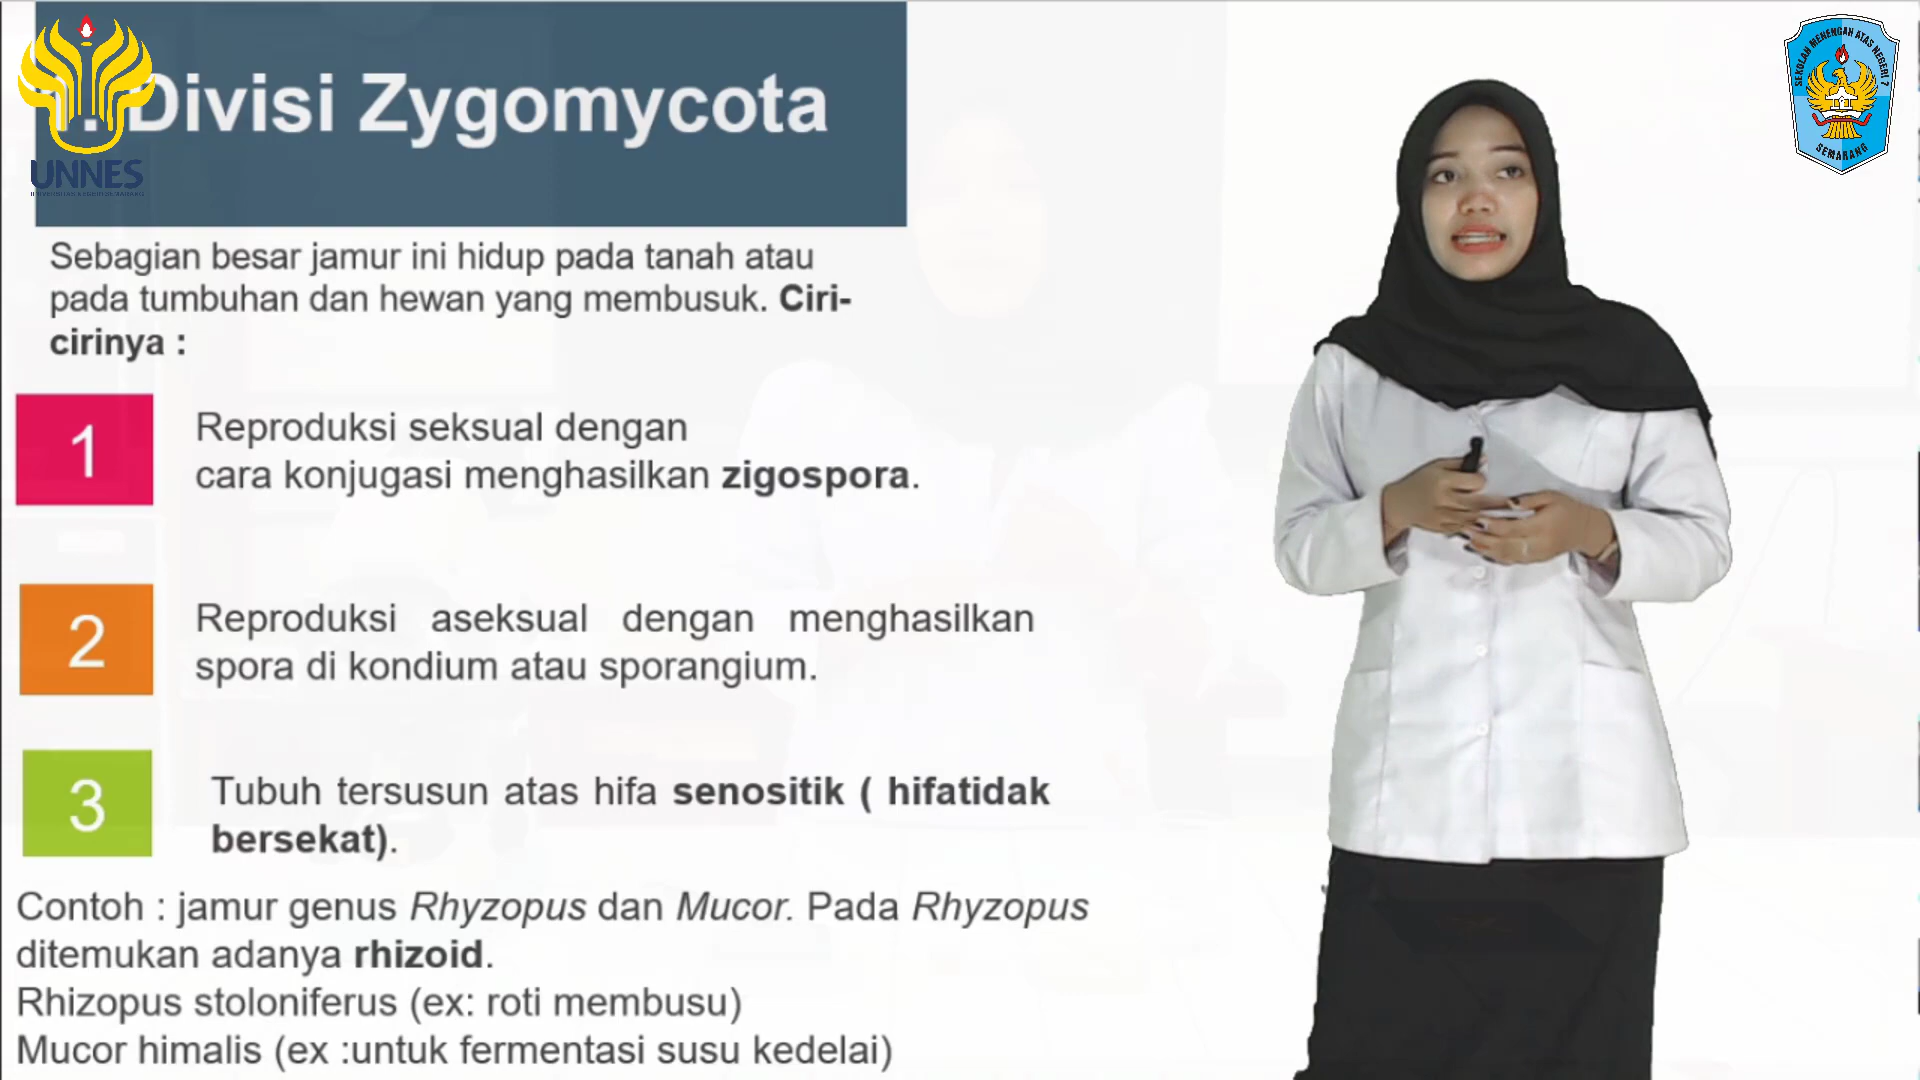 1. Divisi Zygomycota
UNNES
UNIVERSITAS NEGERI SEMARANG
SEKOLAH MENENGAH ATAS NEGERI 7
SEMARANG
Sebagian besar jamur ini hidup pada tanah atau
pada tumbuhan dan hewan yang membusuk. Ciri-
cirinya :
1
Reproduksi seksual dengan
cara konjugasi menghasilkan zigospora.
2
Reproduksi aseksual dengan menghasilkan
spora di kondium atau sporangium.
3
Tubuh tersusun atas hifa senositik ( hifatidak
bersekat).
Contoh : jamur genus Rhyzopus dan Mucor. Pada Rhyzopus
ditemukan adanya rhizoid.
Rhizopus stoloniferus (ex: roti membusu)
Mucor himalis (ex :untuk fermentasi susu kedelai)